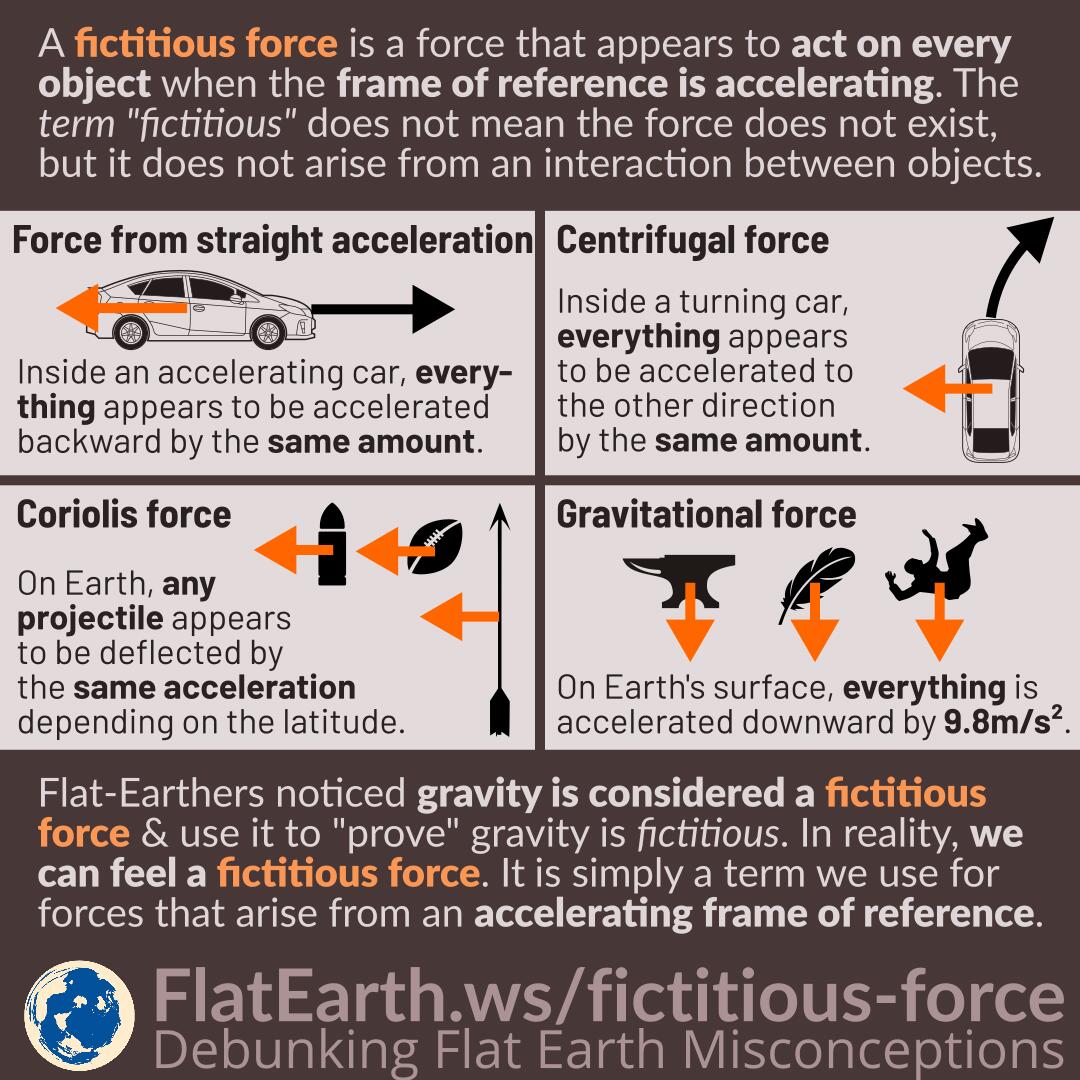 A fictitious force is a force that appears to act on every
object when the frame of reference is accelerating. The
term "fictitious" does not mean the force does not exist,
but it does not arise from an interaction between objects.
Force from straight acceleration
Inside an accelerating car, every-
thing appears to be accelerated
backward by the same amount.
Centrifugal force
Inside a turning car,
everything appears
to be accelerated to
the other direction
by the same amount.
Coriolis force
On Earth, any
projectile appears
to be deflected by
the same acceleration
depending on the latitude.
Gravitational force
On Earth's surface, everything is
accelerated downward by 9.8m/s².
Flat-Earthers noticed gravity is considered a fictitious
force & use it to "prove" gravity is fictitious. In reality, we
can feel a fictitious force. It is simply a term we use for
forces that arise from an accelerating frame of reference.
FlatEarth.ws/fictitious-force
Debunking Flat Earth Misconceptions